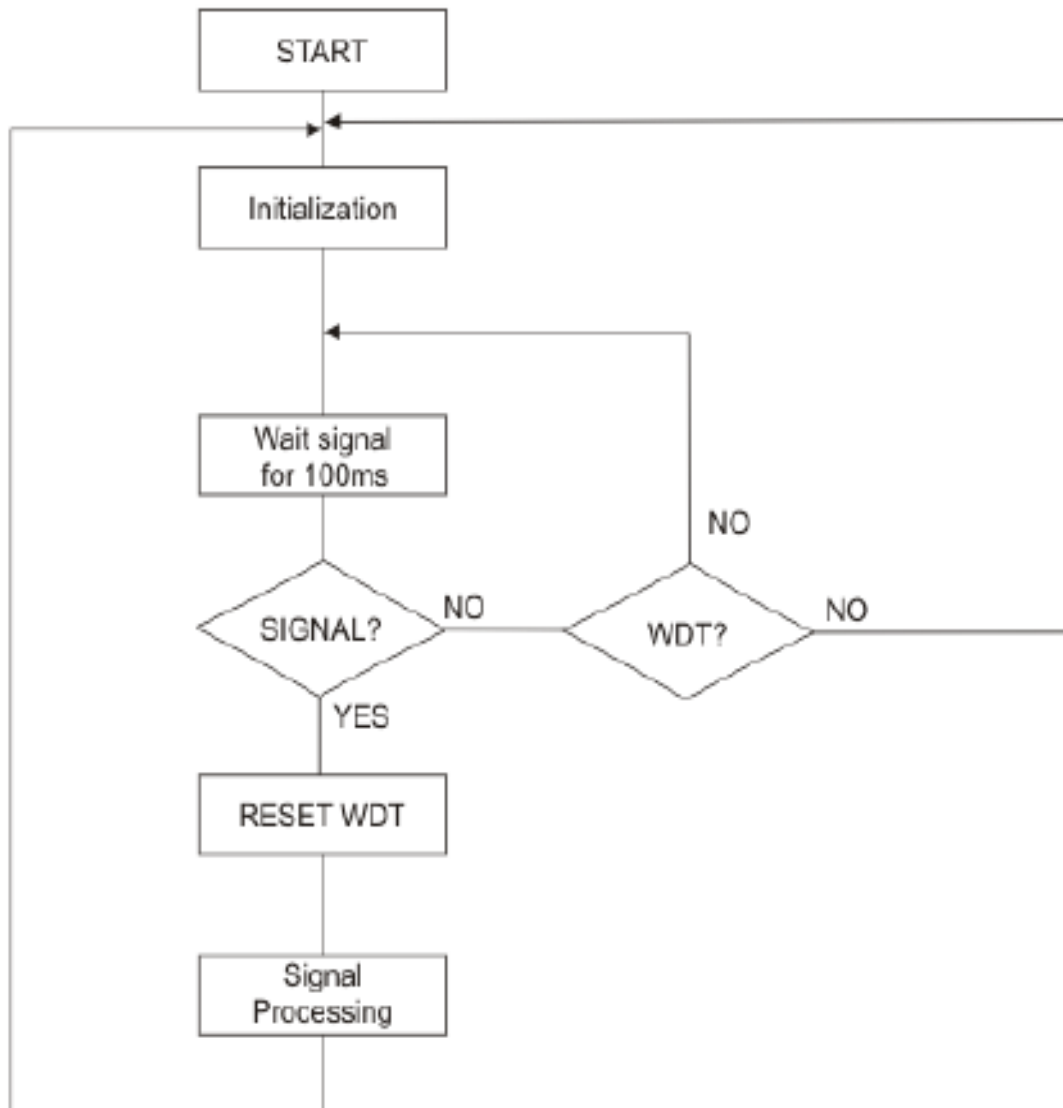 START
Initialization
Wait signal
for 100ms
NO
SIGNAL?
NO
WDT?
NO
YES
RESET WDT
Signal
Processing